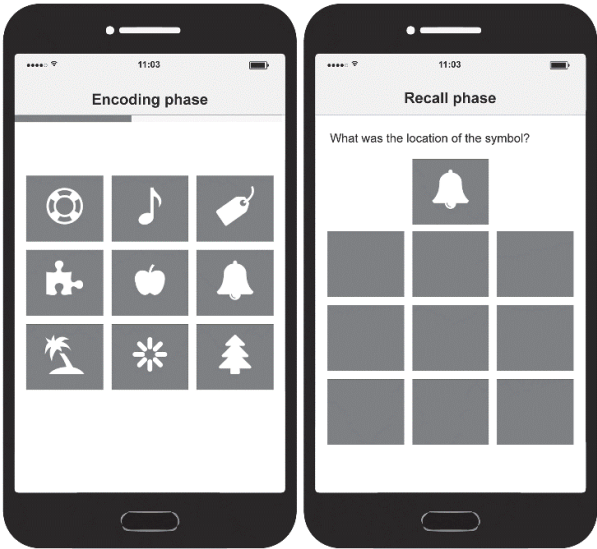 11:03
Encoding phase
11:03
Recall phase
What was the location of the symbol?